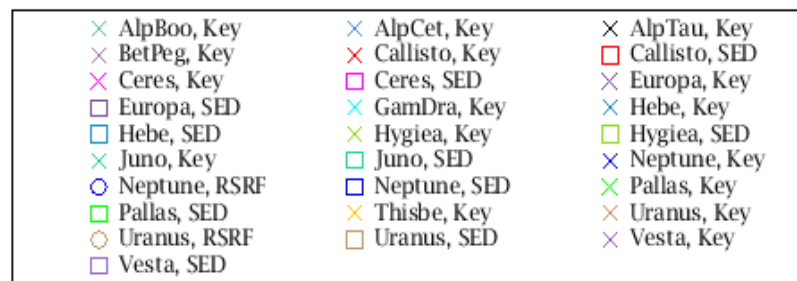 AlpBoo, Key AlpCet, Key AlpTau, Key
BetPeg, Key Callisto, Key Callisto, SED
Ceres, Key Ceres, SED Europa, Key
Europa, SED GamDra, Key Hebe, Key
Hebe, SED Hygiea, Key Hygiea, SED
Juno, Key Juno, SED Neptune, Key
Neptune, RSRF Neptune, SED Pallas, Key
Pallas, SED Thisbe, Key Uranus, Key
Uranus, RSRF Uranus, SED Vesta, Key
Vesta, SED